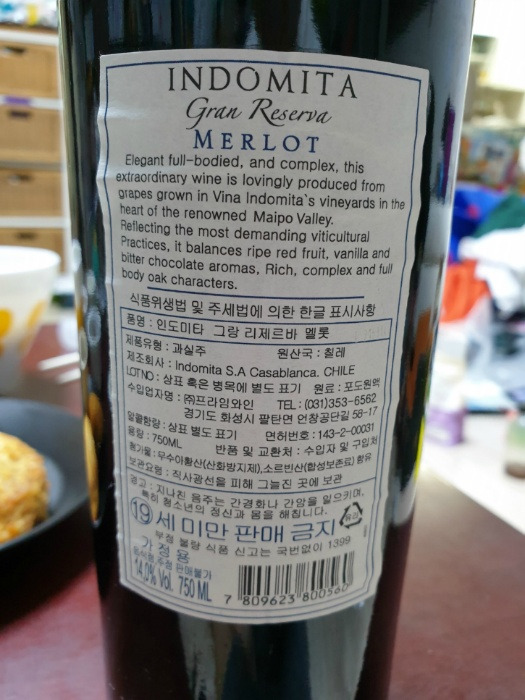 INDOMITA
Gran Reserva
MERLOT
Elegant full-bodied, and complex, this
extraordinary wine is lovingly produced from
grapes grown in Vina Indomita`s vineyards in the
heart of the renowned Maipo Valley.
Reflecting the most demanding viticultural
Practices, it balances ripe red fruit, vanilla and
bitter chocolate aromas. Rich, complex and full
body oak characters.
식품위생법 및 주세법에 의한 한글 표시사항
품명 : 인도미타 그랑 리제르바 멜롯
제품유형 : 과실주 원산국 : 칠레
제조회사 : Indomita S.A Casablanca. CHILE
LOT NO : 상표 혹은 병목에 별도 표기 원료 : 포도원액
수입업자명 : ㈜프라임와인 TEL : (031)353-6562
경기도 화성시 팔탄면 언창공단길 58-17
알콜함량 : 상표 별도 표기 면허번호 : 143-2-00031
용량 : 750ML 반품 및 교환처 : 수입자 및 구입처
첨가물 : 무수아황산(산화방지제),소르빈산(합성보존료) 함유
보관요령 : 직사광선을 피해 그늘진 곳에 보관
경고 : 지나친 음주는 간경화나 간암을 일으키며,
특히 청소년의 정신과 몸을 해칩니다.
⑲세 미만 판매 금지
부정 불량 식품 신고는 국번없이 1399
가정용
판매불가
14.0% Vol. 750 ML
7 809623 800560